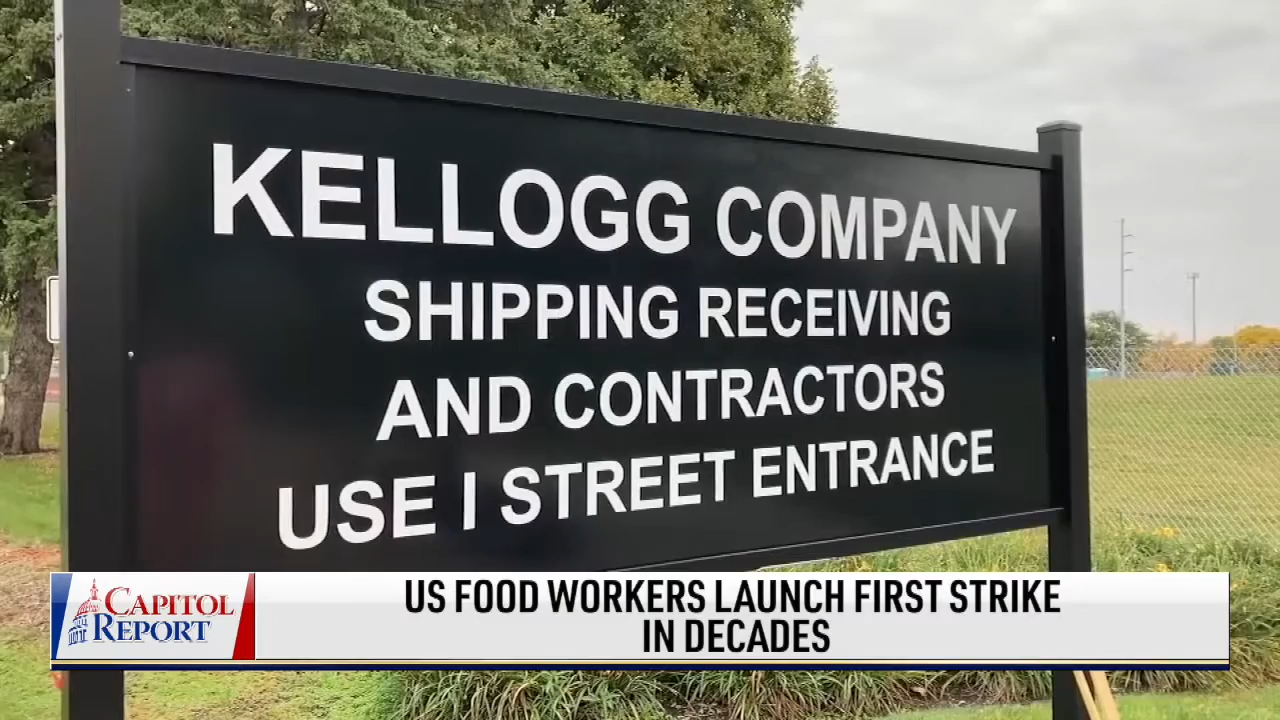 KELLOGG COMPANY
SHIPPING RECEIVING
AND CONTRACTORS
USE I STREET ENTRANCE
CAPITOL
REPORT
US FOOD WORKERS LAUNCH FIRST STRIKE
IN DECADES